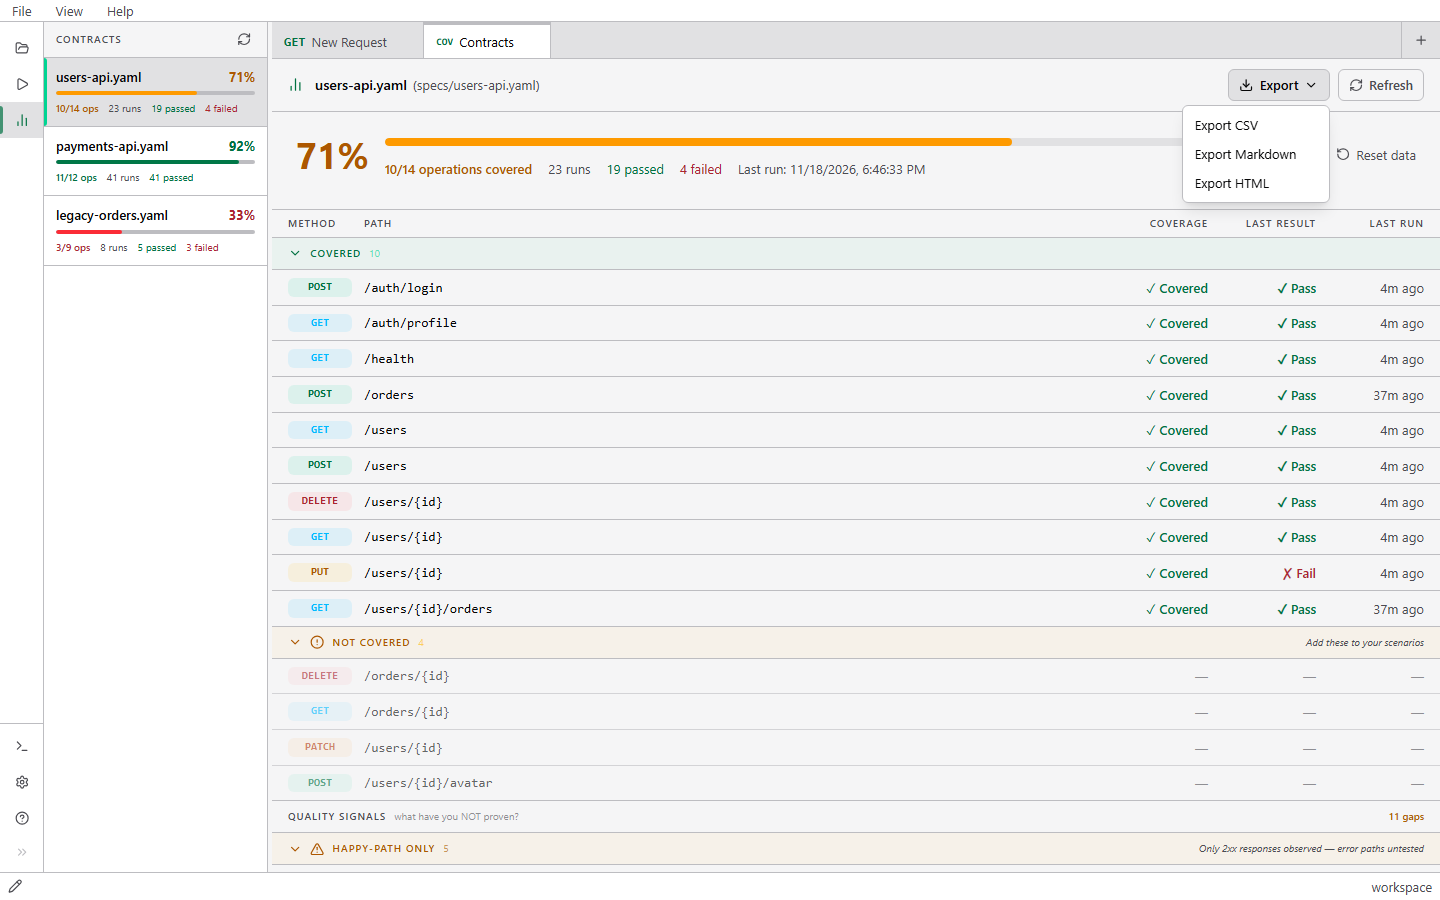 File View Help
CONTRACTS
users-api.yaml 71%
10/14 ops 23 runs 19 passed 4 failed
payments-api.yaml 92%
11/12 ops 41 runs 41 passed
legacy-orders.yaml 33%
3/9 ops 8 runs 5 passed 3 failed
GET New Request COV Contracts +
users-api.yaml (specs/users-api.yaml) Export Refresh
Export CSV
Export Markdown
Export HTML
71%
10/14 operations covered 23 runs 19 passed 4 failed Last run: 11/18/2026, 6:46:33 PM
Reset data
METHOD PATH COVERAGE LAST RESULT LAST RUN
COVERED 10
POST /auth/login ✓ Covered ✓ Pass 4m ago
GET /auth/profile ✓ Covered ✓ Pass 4m ago
GET /health ✓ Covered ✓ Pass 4m ago
POST /orders ✓ Covered ✓ Pass 37m ago
GET /users ✓ Covered ✓ Pass 4m ago
POST /users ✓ Covered ✓ Pass 4m ago
DELETE /users/{id} ✓ Covered ✓ Pass 4m ago
GET /users/{id} ✓ Covered ✓ Pass 4m ago
PUT /users/{id} ✓ Covered ✗ Fail 4m ago
GET /users/{id}/orders ✓ Covered ✓ Pass 37m ago
NOT COVERED 4 Add these to your scenarios
DELETE /orders/{id} — — —
GET /orders/{id} — — —
PATCH /users/{id} — — —
POST /users/{id}/avatar — — —
QUALITY SIGNALS what have you NOT proven? 11 gaps
HAPPY-PATH ONLY 5 Only 2xx responses observed — error paths untested
workspace